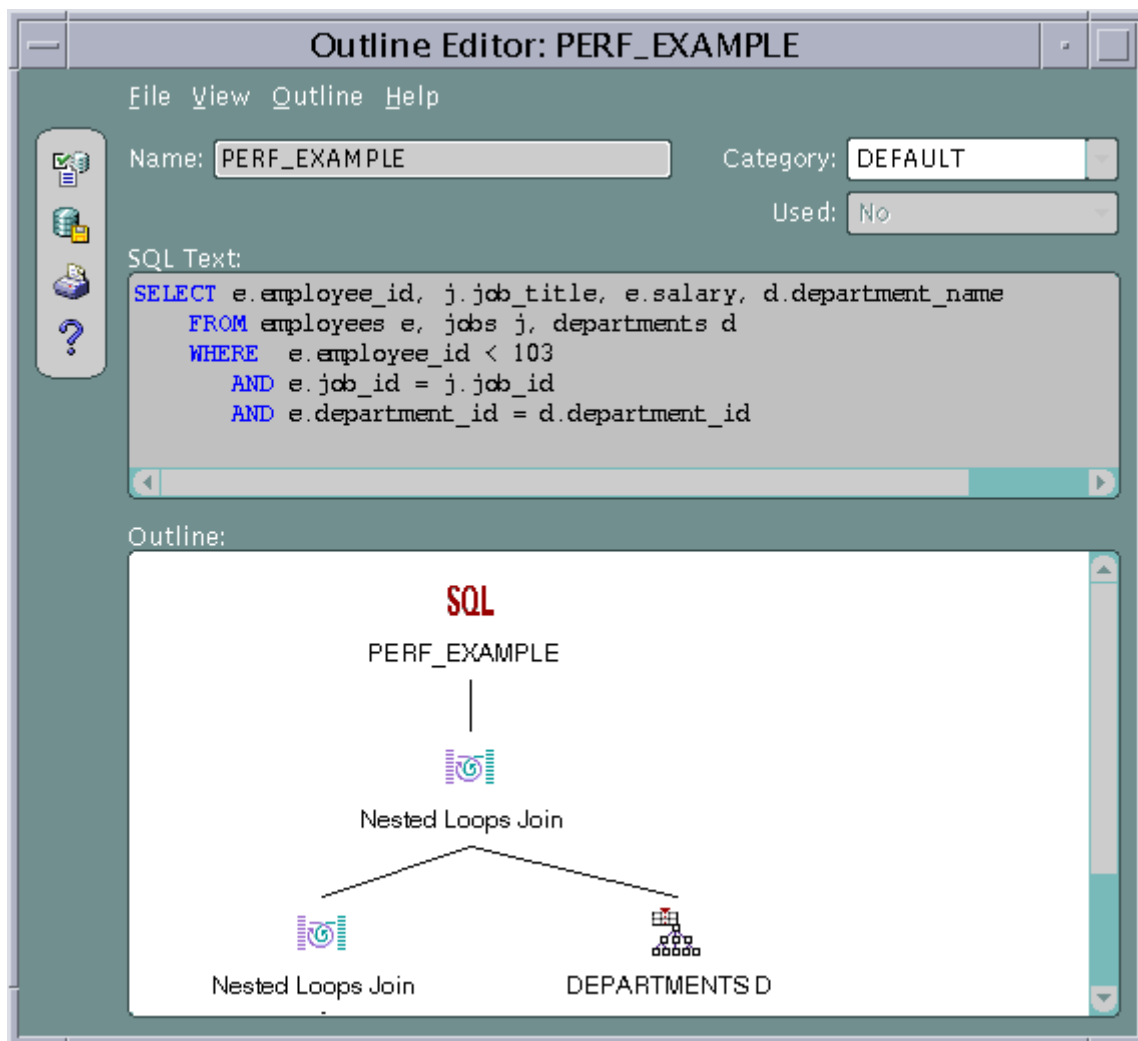 Outline Editor: PERF_EXAMPLE
File View Outline Help
Name: PERF_EXAMPLE Category: DEFAULT
Used: No
SQL Text:
SELECT e.employee_id, j.job_title, e.salary, d.department_name
FROM employees e, jobs j, departments d
WHERE e.employee_id < 103
AND e.job_id = j.job_id
AND e.department_id = d.department_id
Outline:
SQL
PERF_EXAMPLE
Nested Loops Join
Nested Loops Join DEPARTMENTS D